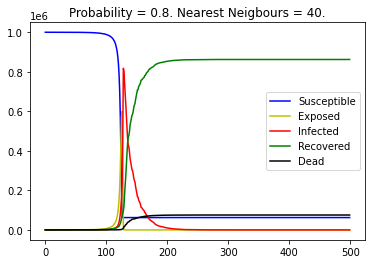 Probability = 0.8. Nearest Neigbours = 40.
1e6
1.0
0.8
0.6
0.4
0.2
0.0
Susceptible
Exposed
Infected
Recovered
Dead
0 100 200 300 400 500